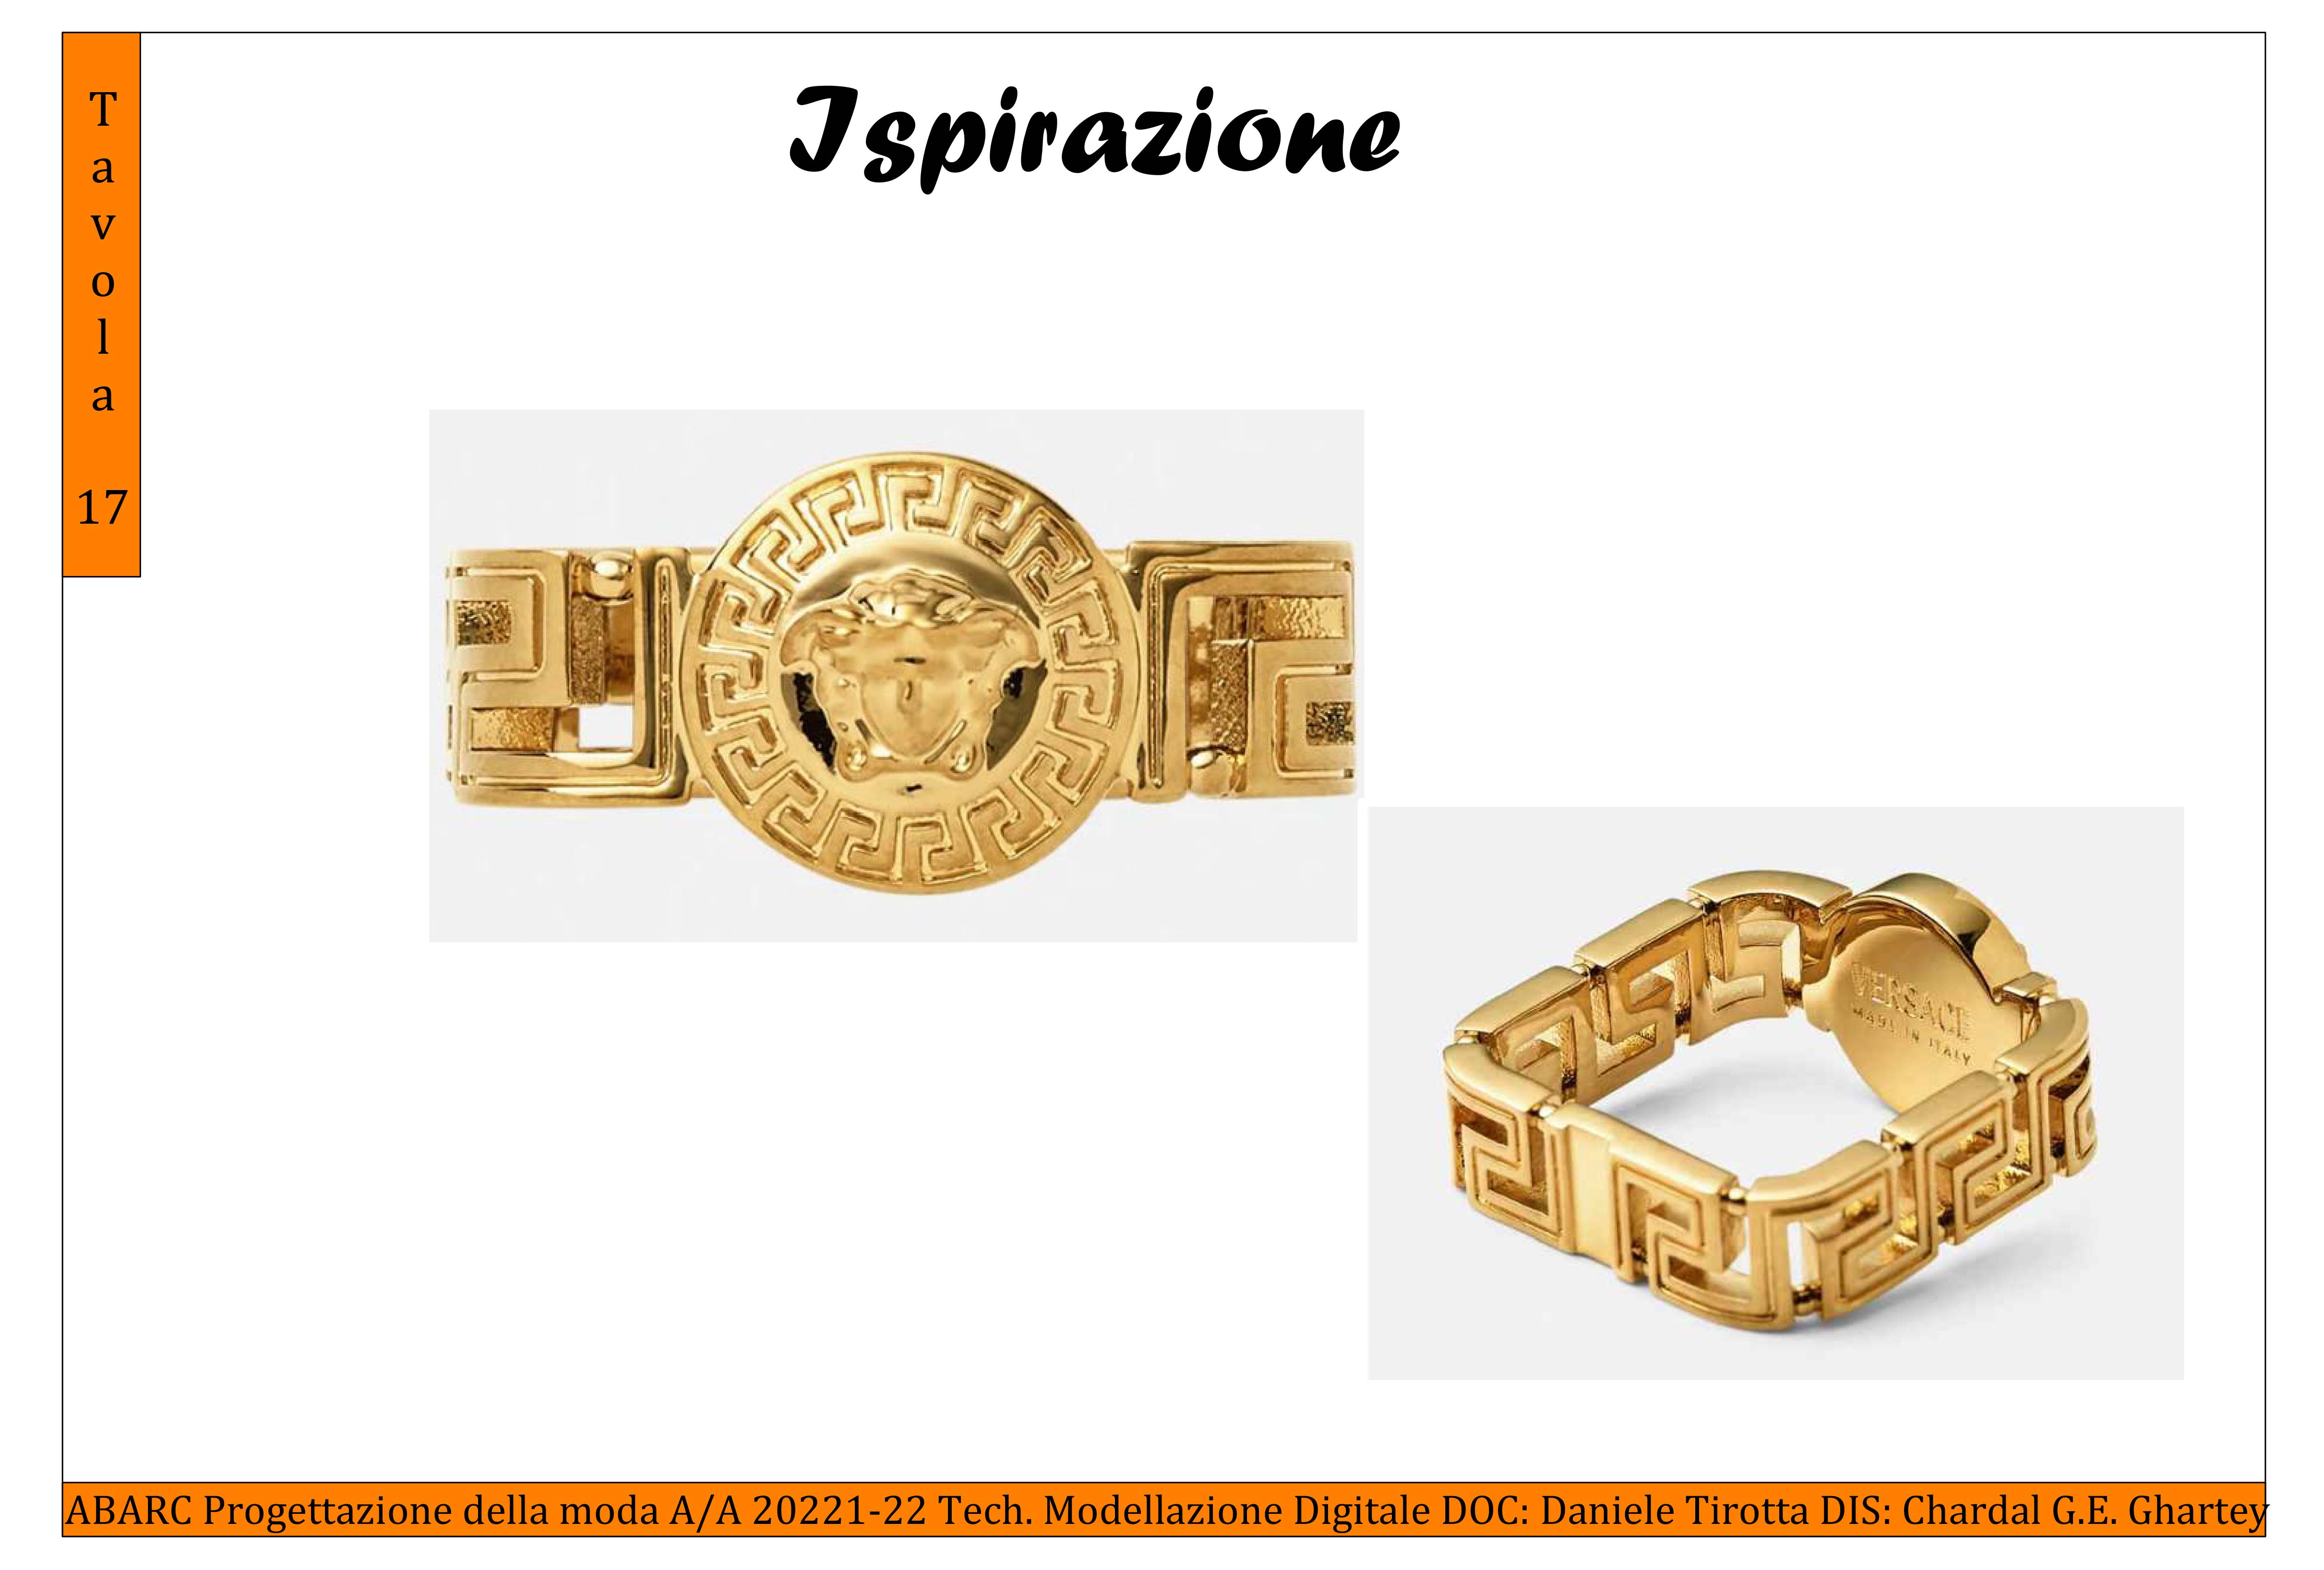 Tavola
17
Ispirazione
VERSACE
MADE IN ITALY
ABARC Progettazione della moda A/A 20221-22 Tech. Modellazione Digitale DOC: Daniele Tirotta DIS: Chardal G.E. Ghartey